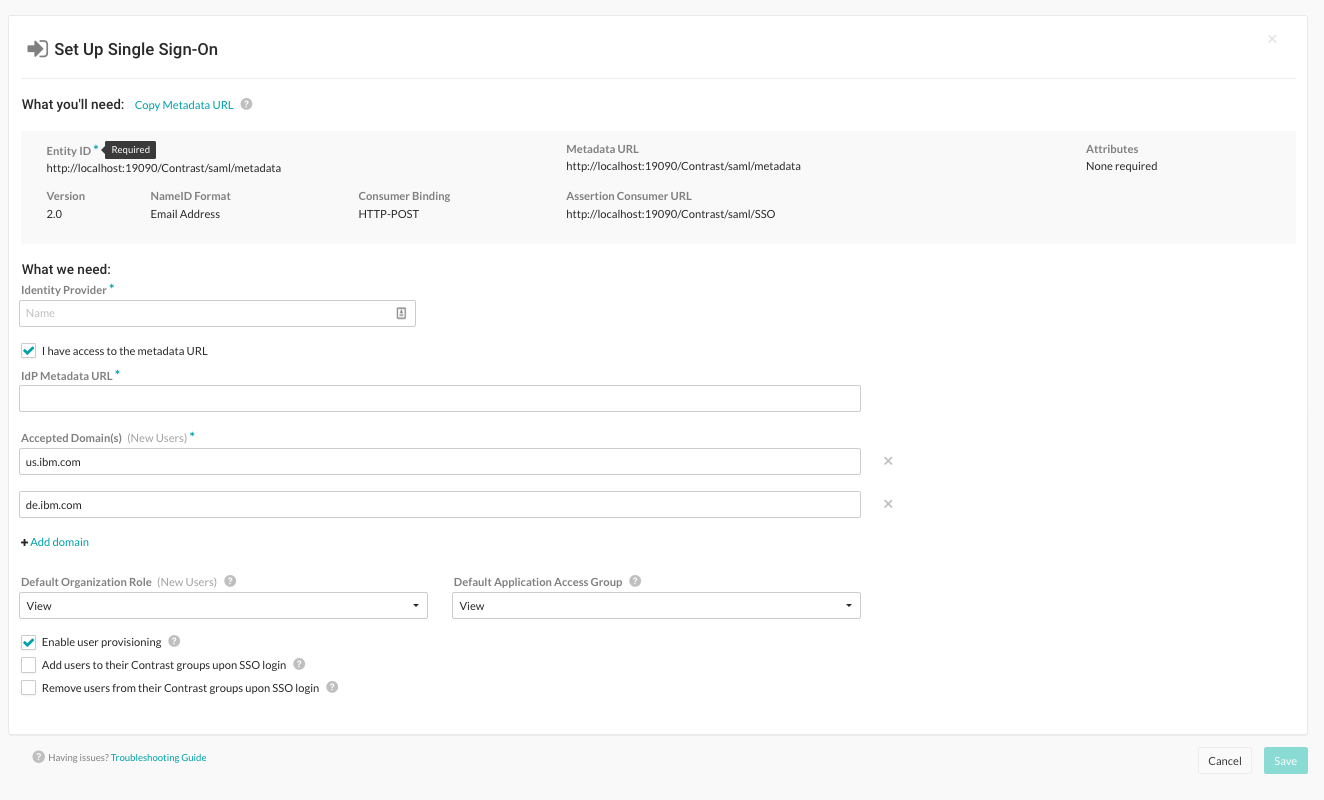 Set Up Single Sign-On
×
What you'll need: Copy Metadata URL ?
Entity ID * Required
http://localhost:19090/Contrast/saml/metadata
Metadata URL
http://localhost:19090/Contrast/saml/metadata
Attributes
None required
Version
2.0
NameID Format
Email Address
Consumer Binding
HTTP-POST
Assertion Consumer URL
http://localhost:19090/Contrast/saml/SSO
What we need:
Identity Provider *
Name
I have access to the metadata URL
IdP Metadata URL *
Accepted Domain(s) (New Users) *
us.ibm.com ×
de.ibm.com ×
+ Add domain
Default Organization Role (New Users) ?
View
Default Application Access Group ?
View
Enable user provisioning ?
Add users to their Contrast groups upon SSO login ?
Remove users from their Contrast groups upon SSO login ?
? Having issues? Troubleshooting Guide
Cancel
Save